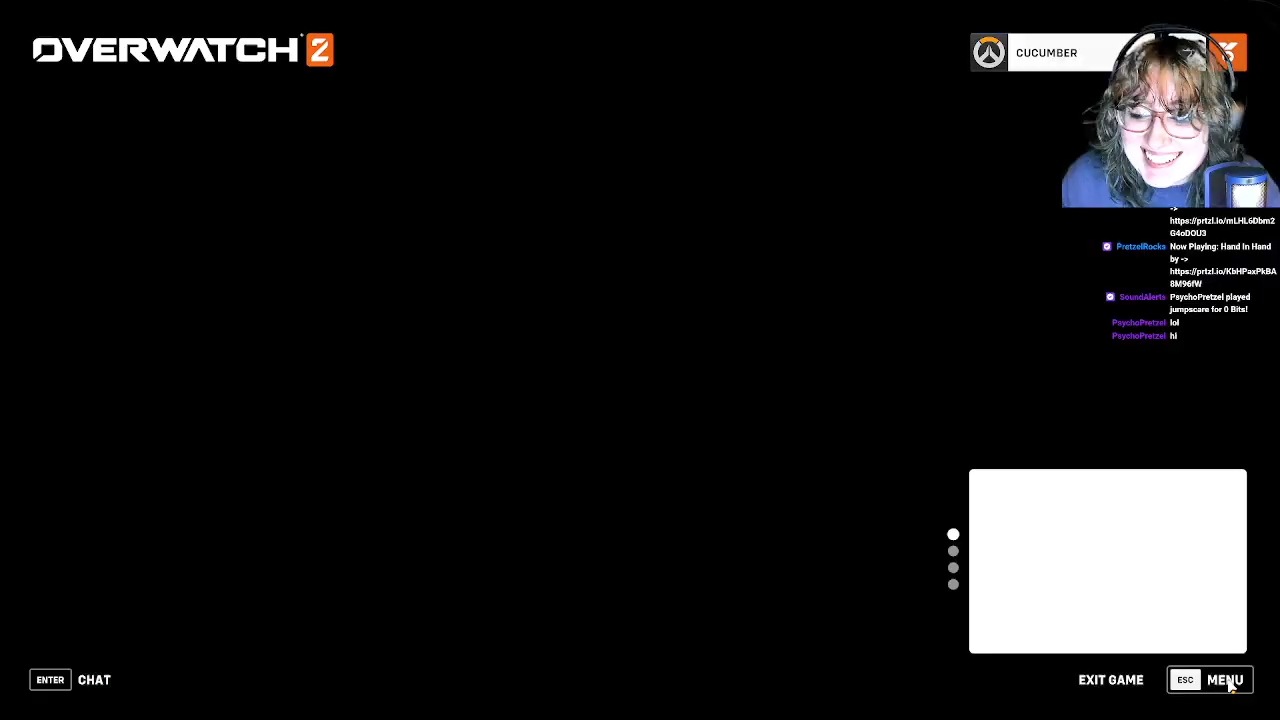 OVERWATCH 2
CUCUMBER
->
https://prtzl.io/mLHL6Dbm2
G4oDOU3
PretzelRocks Now Playing: Hand In Hand
by ->
https://prtzl.io/KbHPaxPkBA
8M96fW
SoundAlerts PsychoPretzel played
jumpscare for 0 Bits!
PsychoPretzel lol
PsychoPretzel hi
ENTER CHAT
EXIT GAME
ESC MENU